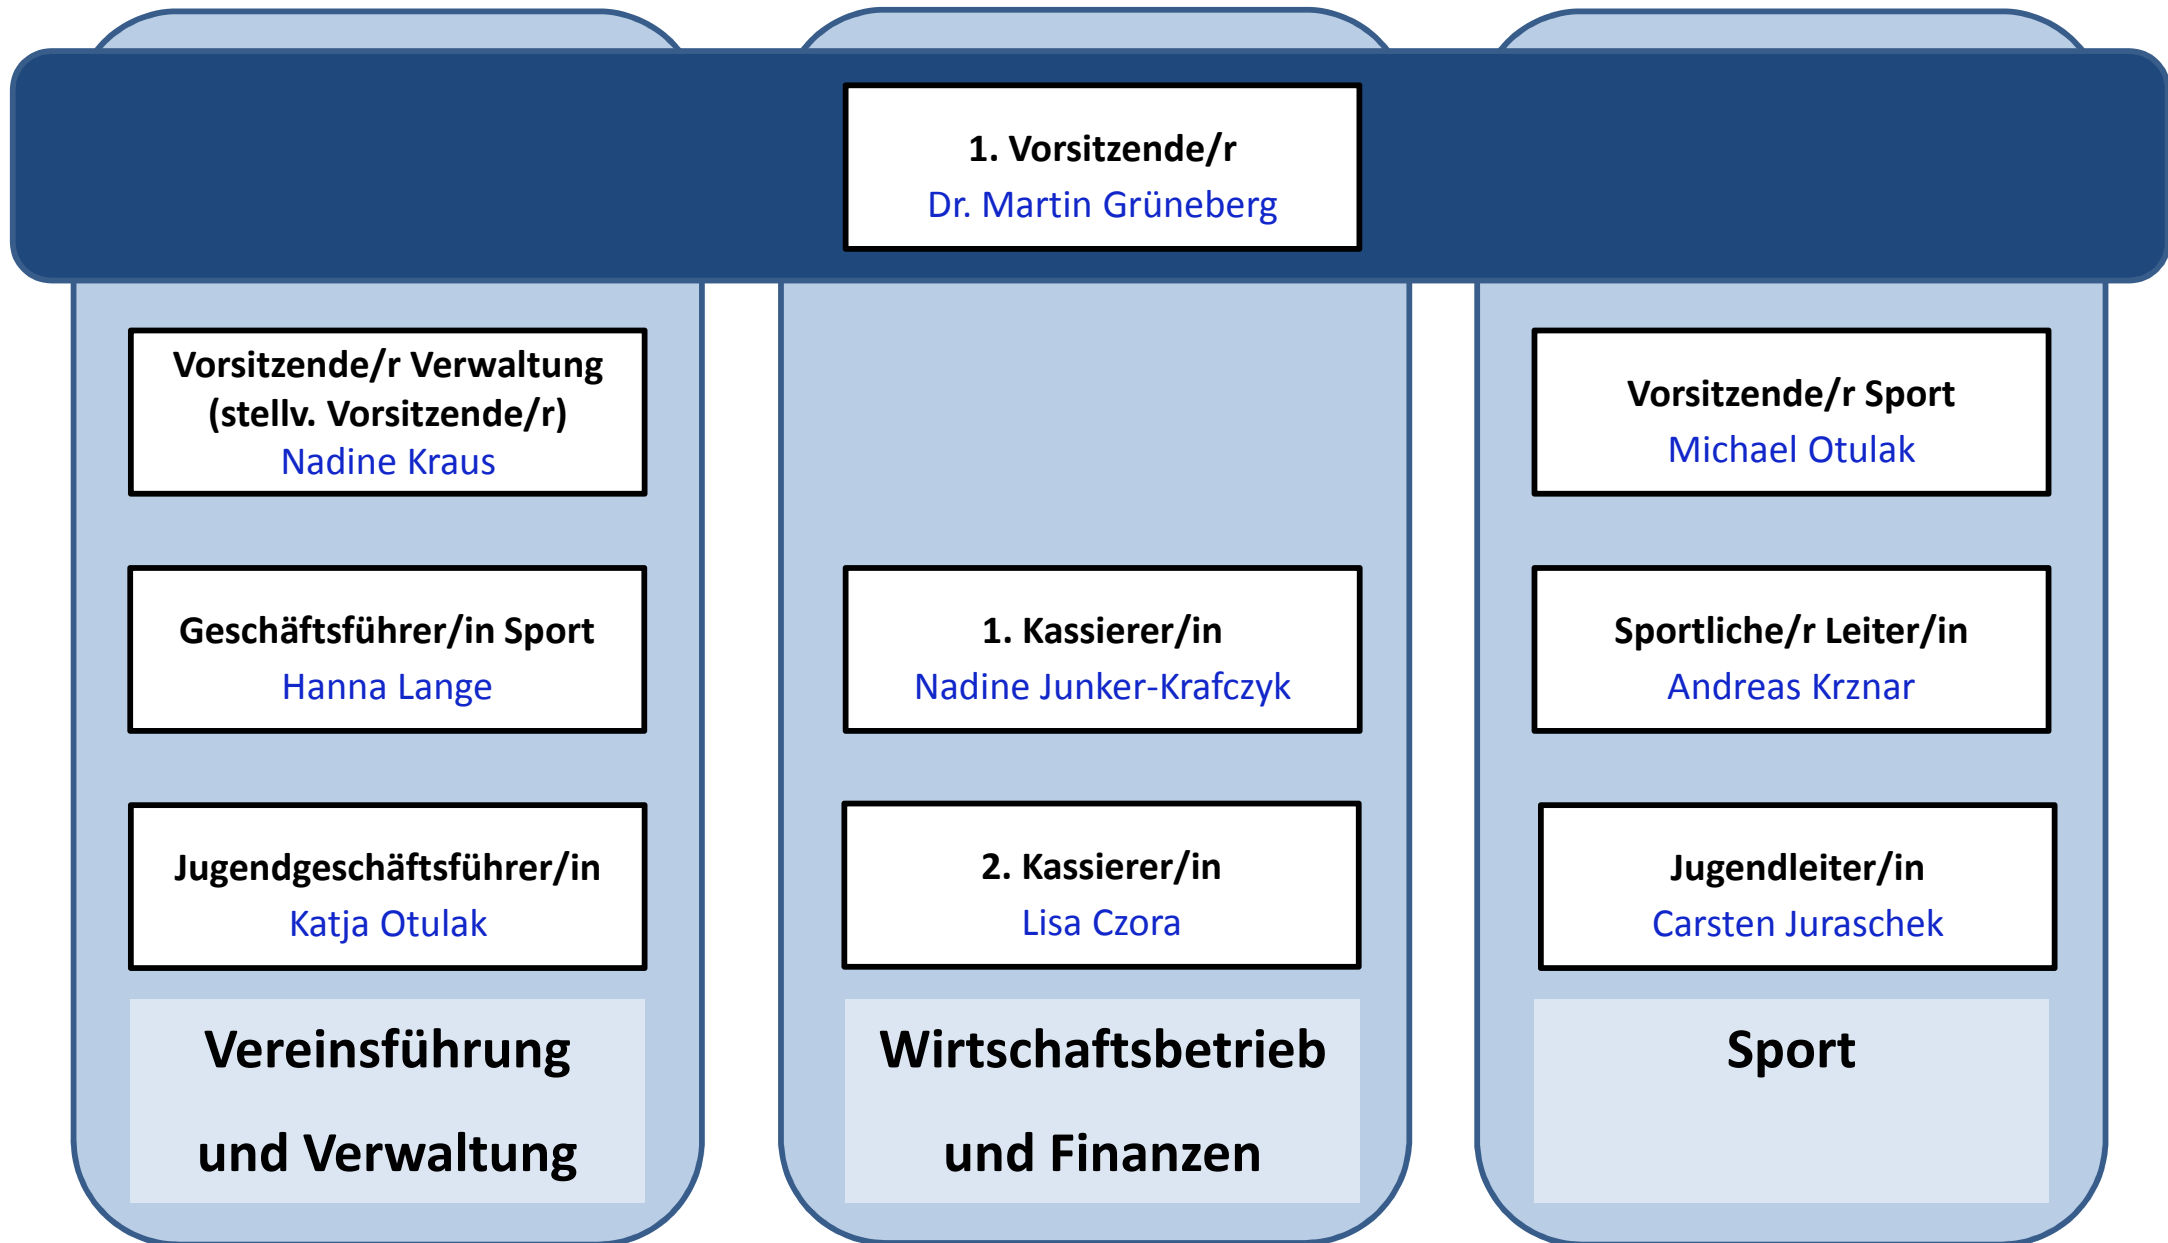 1. Vorsitzende/r
Dr. Martin Grüneberg
Vorsitzende/r Verwaltung
(stellv. Vorsitzende/r)
Nadine Kraus
Geschäftsführer/in Sport
Hanna Lange
Jugendgeschäftsführer/in
Katja Otulak
Vereinsführung
und Verwaltung
1. Kassierer/in
Nadine Junker-Krafczyk
2. Kassierer/in
Lisa Czora
Wirtschaftsbetrieb
und Finanzen
Vorsitzende/r Sport
Michael Otulak
Sportliche/r Leiter/in
Andreas Krznar
Jugendleiter/in
Carsten Juraschek
Sport